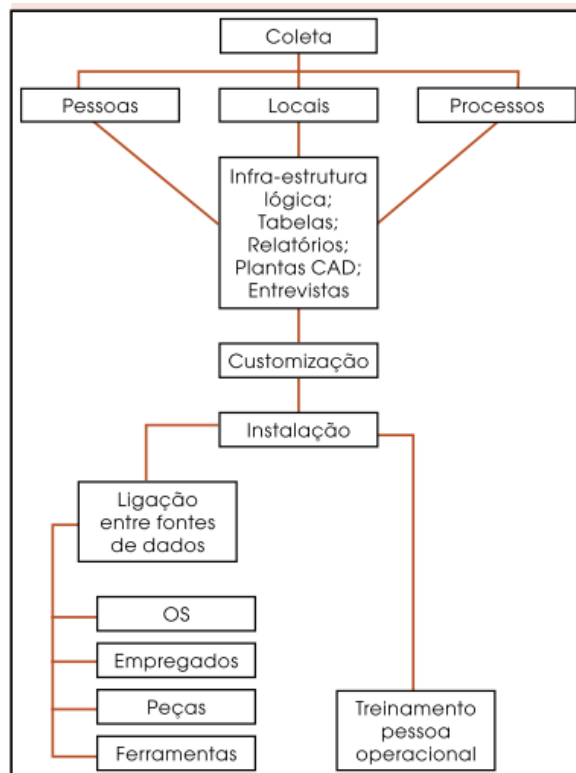 Coleta
Pessoas
Locais
Processos
Infra-estrutura
lógica;
Tabelas;
Relatórios;
Plantas CAD;
Entrevistas
Customização
Instalação
Ligação
entre fontes
de dados
OS
Empregados
Peças
Ferramentas
Treinamento
pessoa
operacional